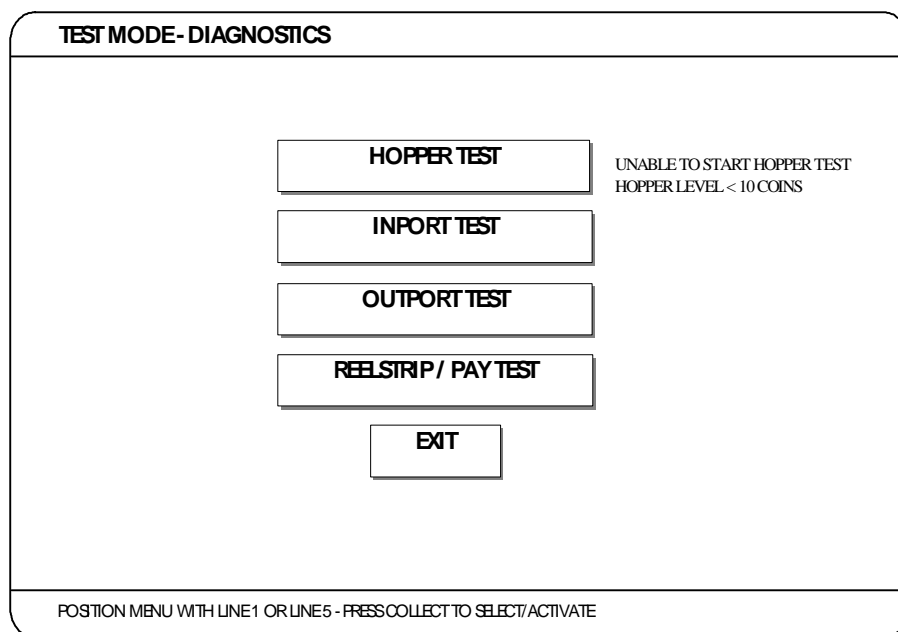 TEST MODE - DIAGNOSTICS
HOPPER TEST
UNABLE TO START HOPPER TEST
HOPPER LEVEL < 10 COINS
INPORT TEST
OUTPORT TEST
REELSTRIP / PAY TEST
EXIT
POSITION MENU WITH LINE 1 OR LINE 5 - PRESS COLLECT TO SELECT/ACTIVATE